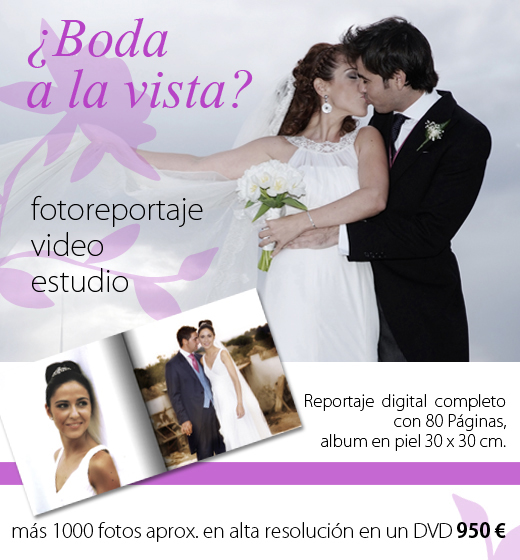 ¿Boda
a la vista?
fotoreportaje
video
estudio
Reportaje digital completo
con 80 Páginas,
album en piel 30 x 30 cm.
más 1000 fotos aprox. en alta resolución en un DVD 950 €